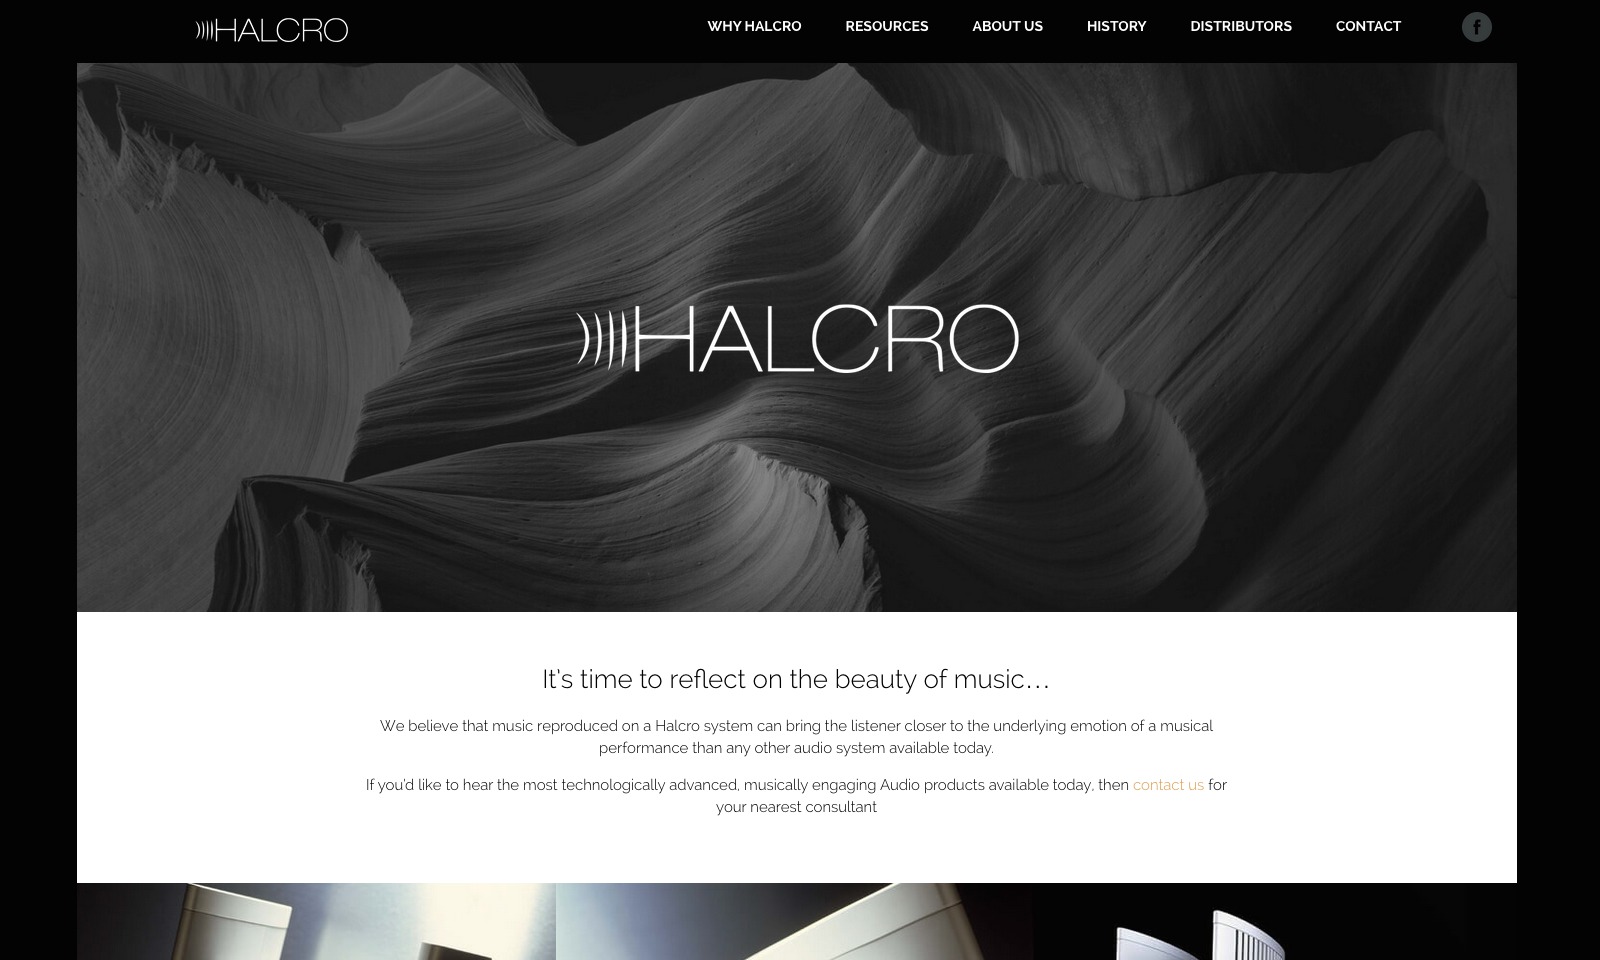 HALCRO
WHY HALCRO
RESOURCES
ABOUT US
HISTORY
DISTRIBUTORS
CONTACT
HALCRO
It's time to reflect on the beauty of music…
We believe that music reproduced on a Halcro system can bring the listener closer to the underlying emotion of a musical
performance than any other audio system available today.
If you'd like to hear the most technologically advanced, musically engaging Audio products available today, then contact us for
your nearest consultant